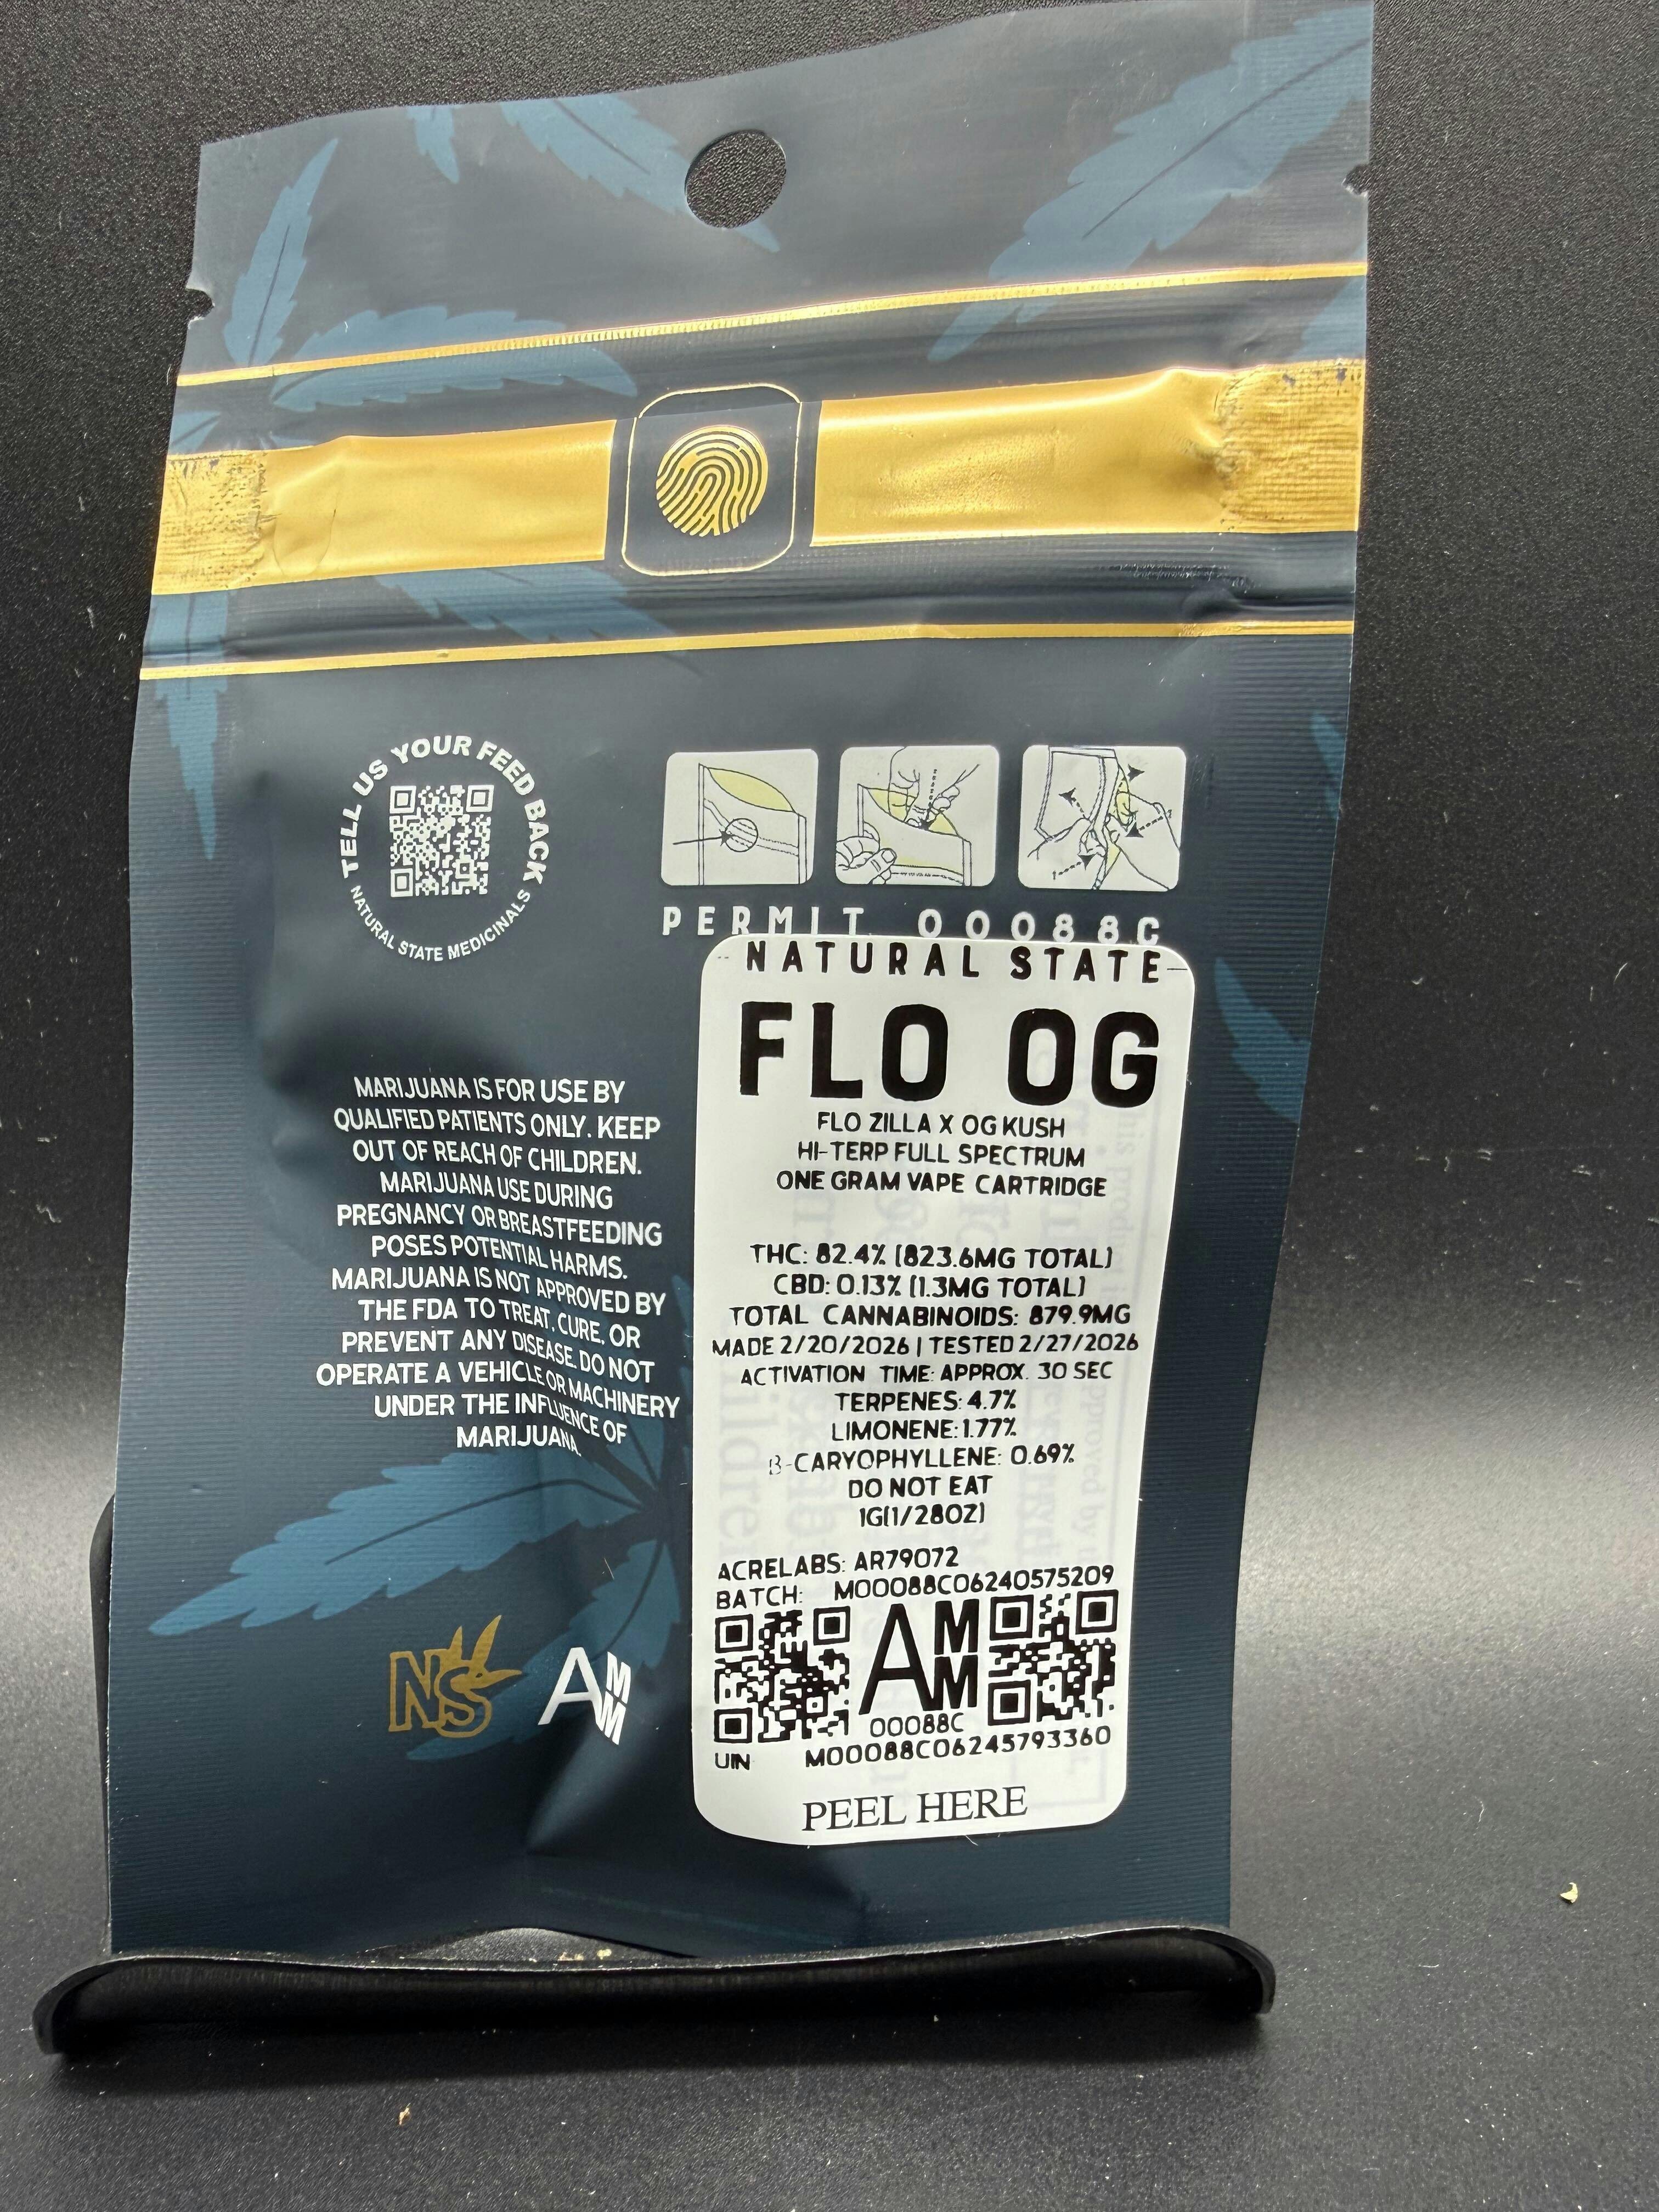 TELL US YOUR FEED BACK
NATURAL STATE MEDICINALS
PERMIT 00088C
MARIJUANA IS FOR USE BY
QUALIFIED PATIENTS ONLY. KEEP
OUT OF REACH OF CHILDREN.
MARIJUANA USE DURING
PREGNANCY OR BREASTFEEDING
POSES POTENTIAL HARMS.
MARIJUANA IS NOT APPROVED BY
THE FDA TO TREAT, CURE, OR
PREVENT ANY DISEASE. DO NOT
OPERATE A VEHICLE OR MACHINERY
UNDER THE INFLUENCE OF
MARIJUANA.
NS
AMM
NATURAL STATE
FLO OG
FLO ZILLA X OG KUSH
HI-TERP FULL SPECTRUM
ONE GRAM VAPE CARTRIDGE
THC: 82.4% (823.6MG TOTAL)
CBD: 0.13% (1.3MG TOTAL)
TOTAL CANNABINOIDS: 879.9MG
MADE 2/20/2026 | TESTED 2/27/2026
ACTIVATION TIME: APPROX. 30 SEC
TERPENES: 4.7%
LIMONENE: 1.77%
β-CARYOPHYLLENE: 0.69%
DO NOT EAT
1G(1/28OZ)
ACRELABS: AR79072
BATCH: M00088C06240575209
AMM
00088C
UIN M00088C06245793360
PEEL HERE